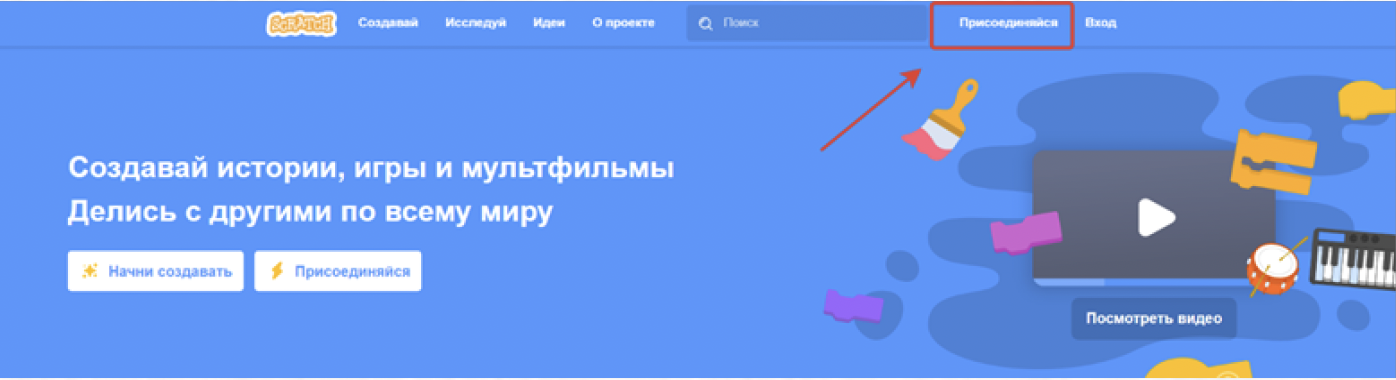 SCRATCH Создавай Исследуй Идеи О проекте Поиск Присоединяйся Вход
Создавай истории, игры и мультфильмы
Делись с другими по всему миру
Начни создавать Присоединяйся
Посмотреть видео